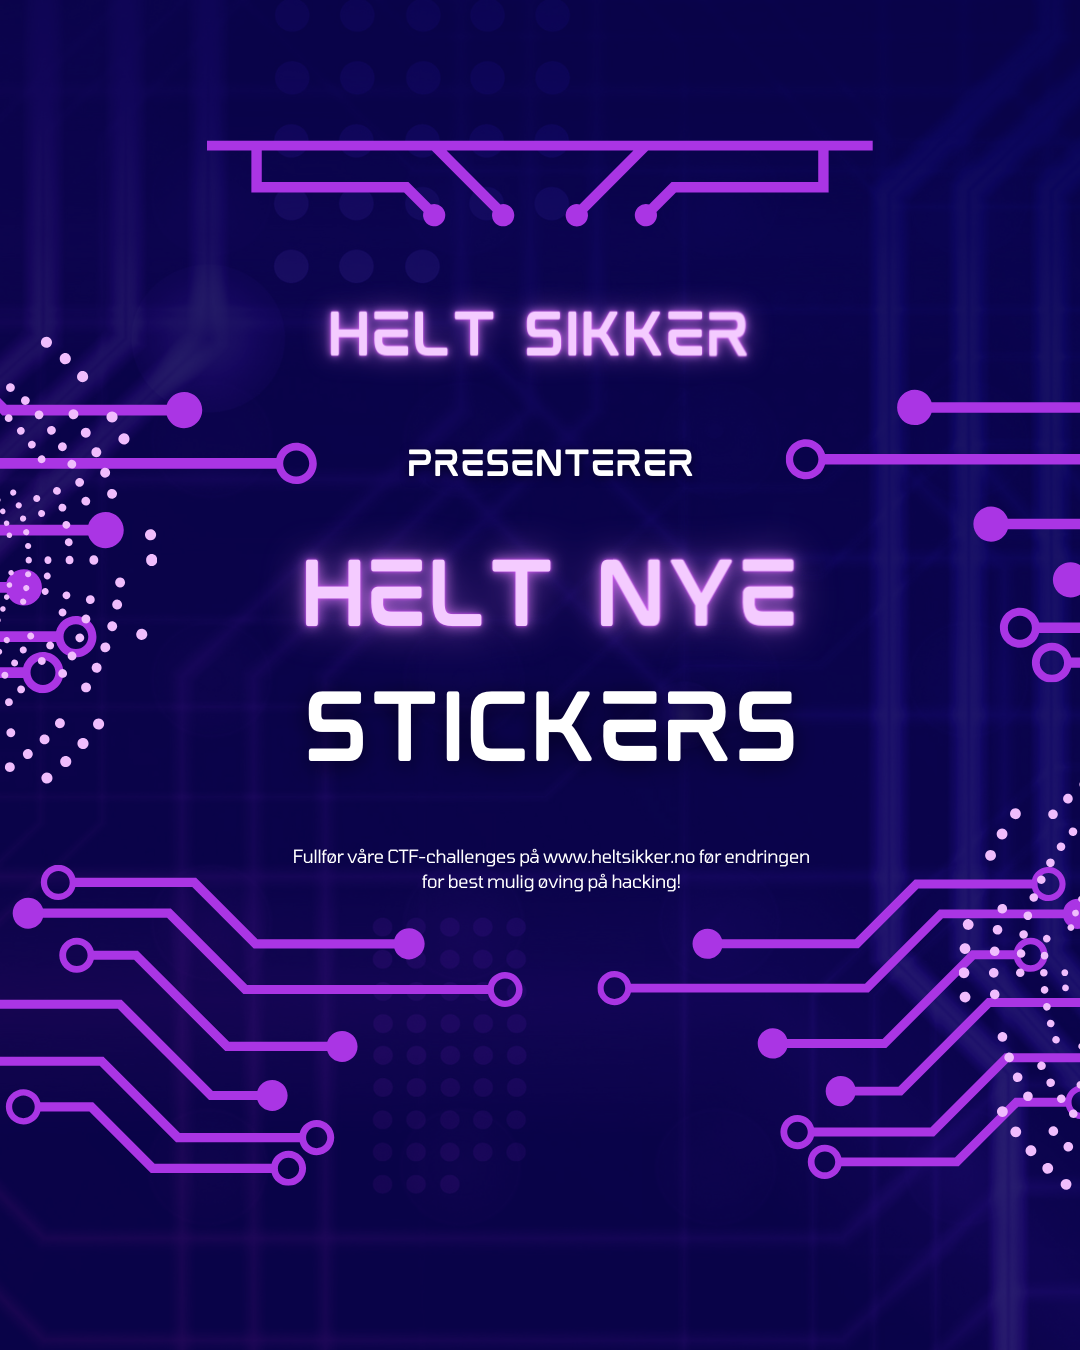 HELT SIKKER
PRESENTERER
HELT NYE
STICKERS
Fullfør våre CTF-challenges på www.heltsikker.no før endringen
for best mulig øving på hacking!